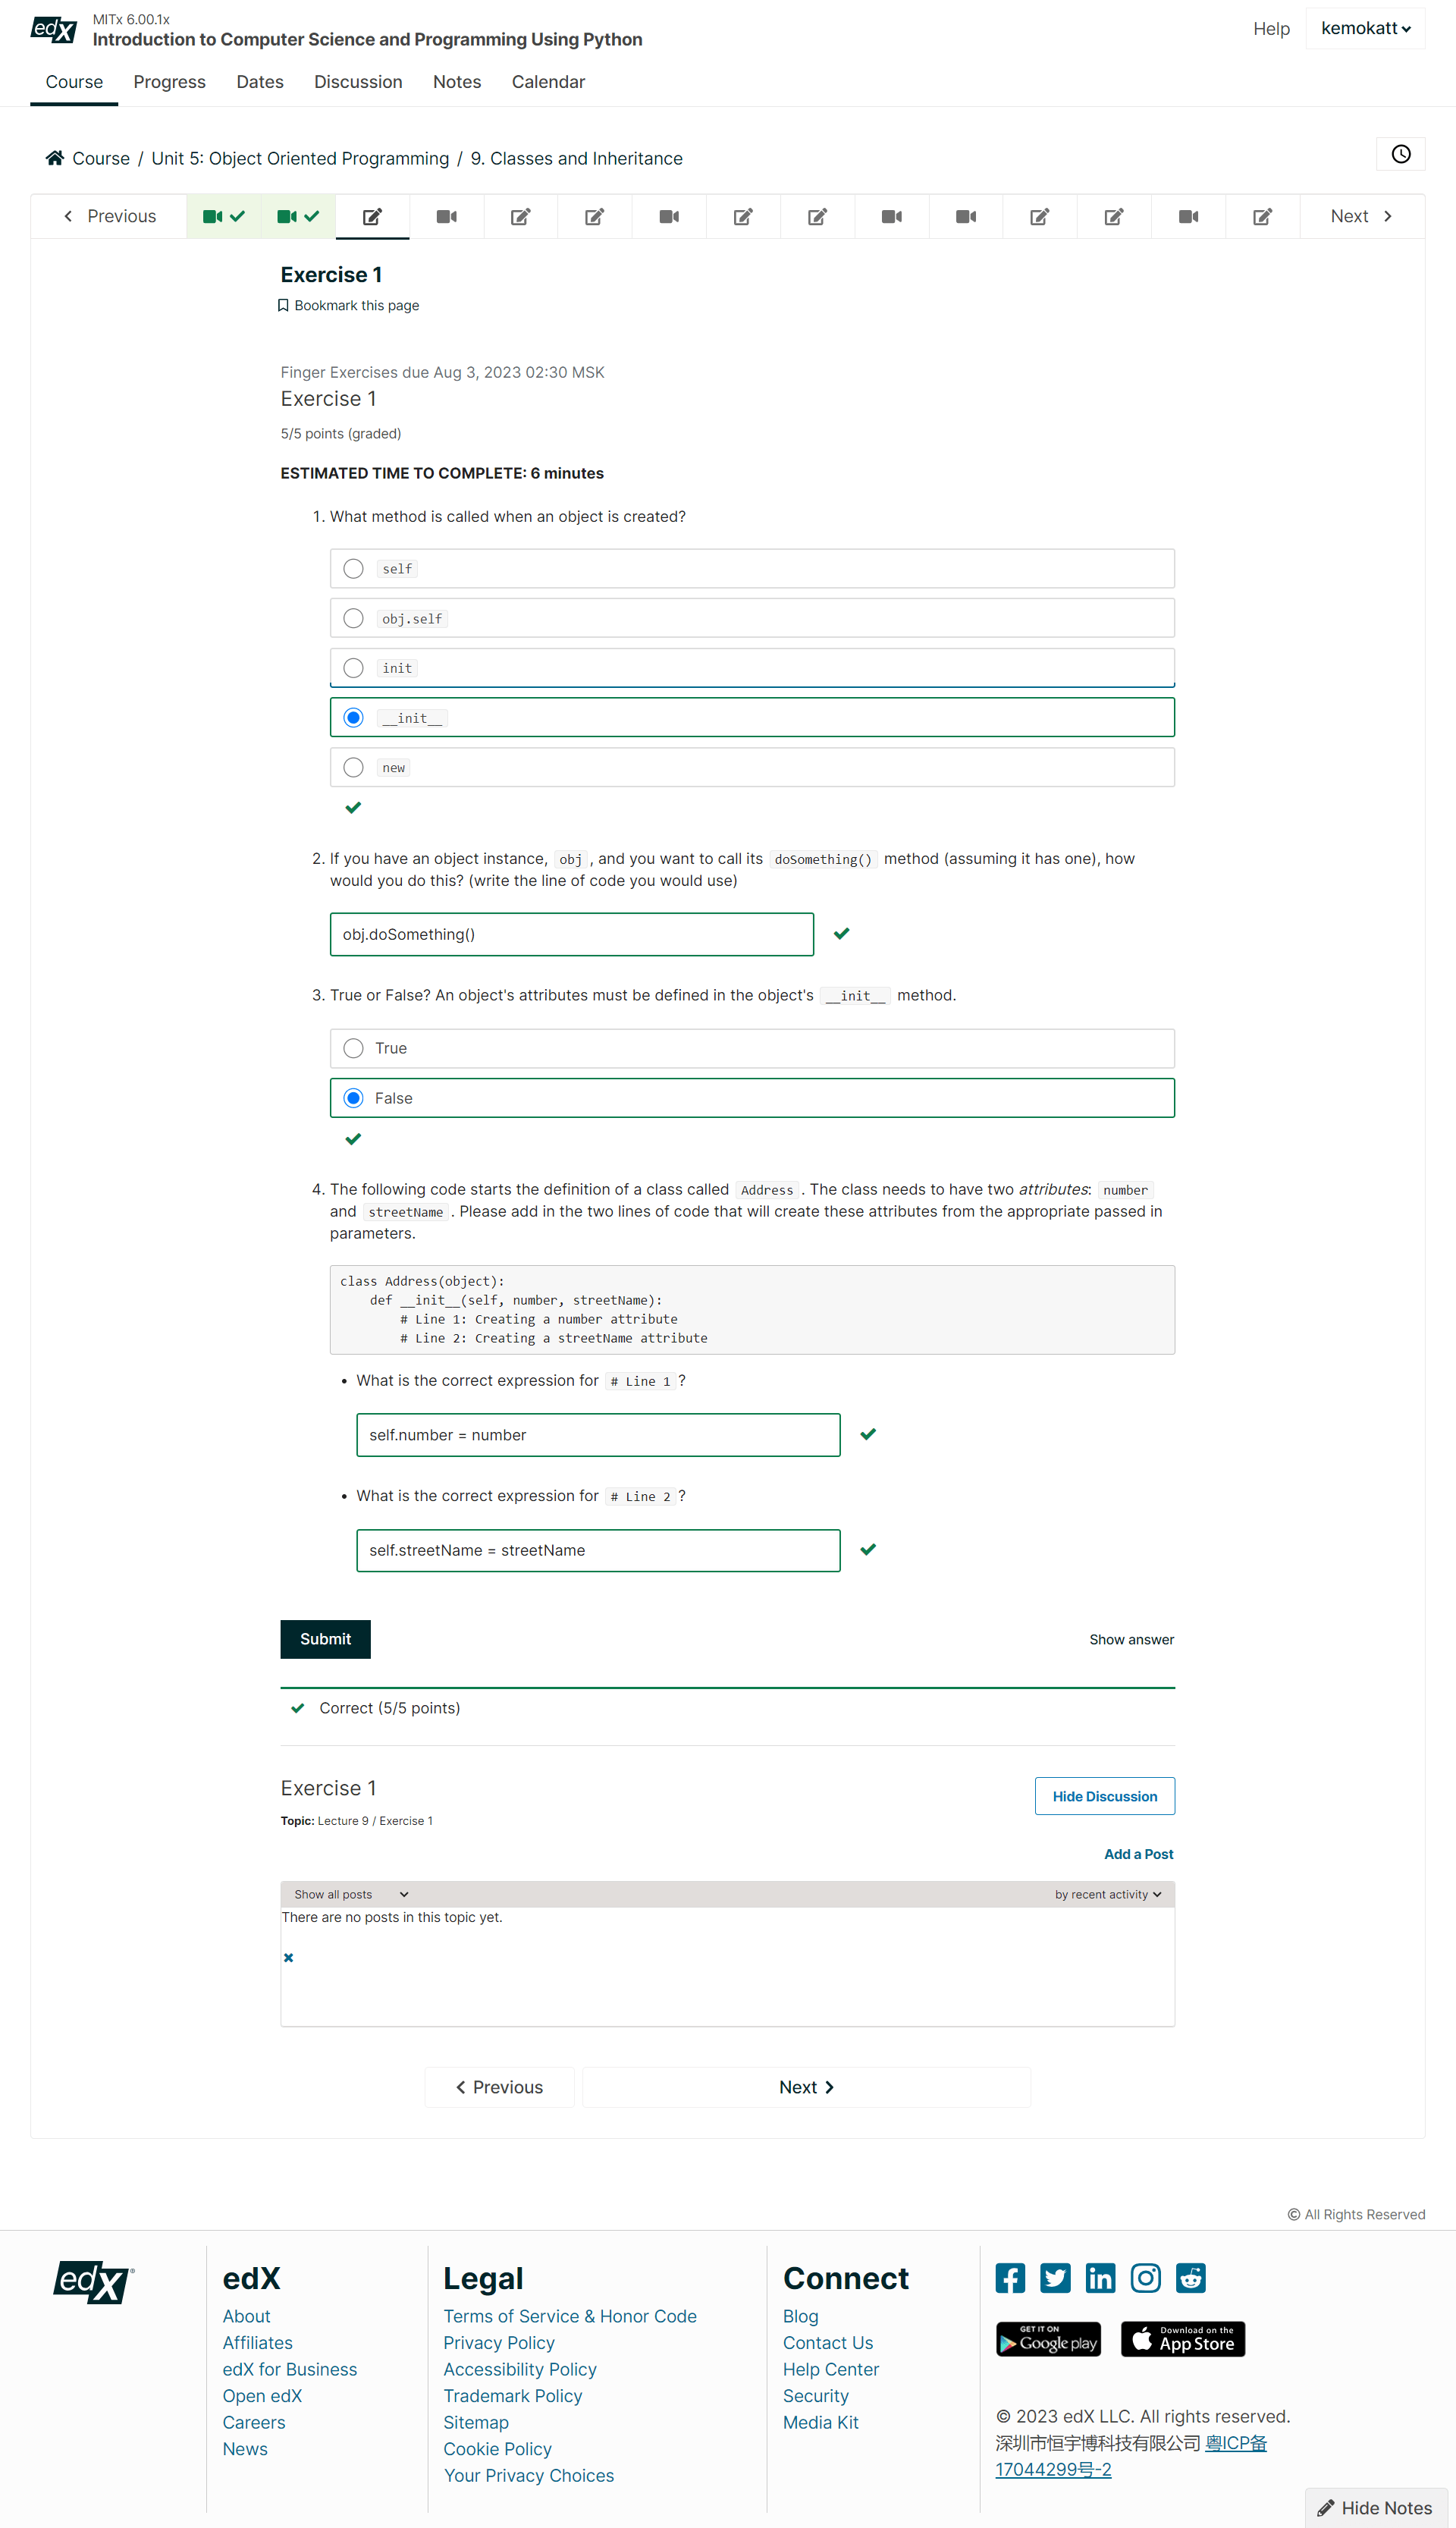 edX
MITx 6.00.1x
Introduction to Computer Science and Programming Using Python
Help
kemokatt
Course
Progress
Dates
Discussion
Notes
Calendar
Course / Unit 5: Object Oriented Programming / 9. Classes and Inheritance
Previous
Next
Exercise 1
Bookmark this page
Finger Exercises due Aug 3, 2023 02:30 MSK
Exercise 1
5/5 points (graded)
ESTIMATED TIME TO COMPLETE: 6 minutes
1. What method is called when an object is created?
self
obj.self
init
__init__
new
2. If you have an object instance, obj , and you want to call its doSomething() method (assuming it has one), how
would you do this? (write the line of code you would use)
obj.doSomething()
3. True or False? An object's attributes must be defined in the object's __init__ method.
True
False
4. The following code starts the definition of a class called Address . The class needs to have two attributes: number
and streetName . Please add in the two lines of code that will create these attributes from the appropriate passed in
parameters.
class Address(object):
    def __init__(self, number, streetName):
        # Line 1: Creating a number attribute
        # Line 2: Creating a streetName attribute
• What is the correct expression for # Line 1 ?
self.number = number
• What is the correct expression for # Line 2 ?
self.streetName = streetName
Submit
Show answer
Correct (5/5 points)
Exercise 1
Hide Discussion
Topic: Lecture 9 / Exercise 1
Add a Post
Show all posts
by recent activity
There are no posts in this topic yet.
Previous
Next
© All Rights Reserved
edX
edX
About
Affiliates
edX for Business
Open edX
Careers
News
Legal
Terms of Service & Honor Code
Privacy Policy
Accessibility Policy
Trademark Policy
Sitemap
Cookie Policy
Your Privacy Choices
Connect
Blog
Contact Us
Help Center
Security
Media Kit
GET IT ON
Google play
Download on the
App Store
© 2023 edX LLC. All rights reserved.
深圳市恒宇博科技有限公司 粤ICP备
17044299号-2
Hide Notes